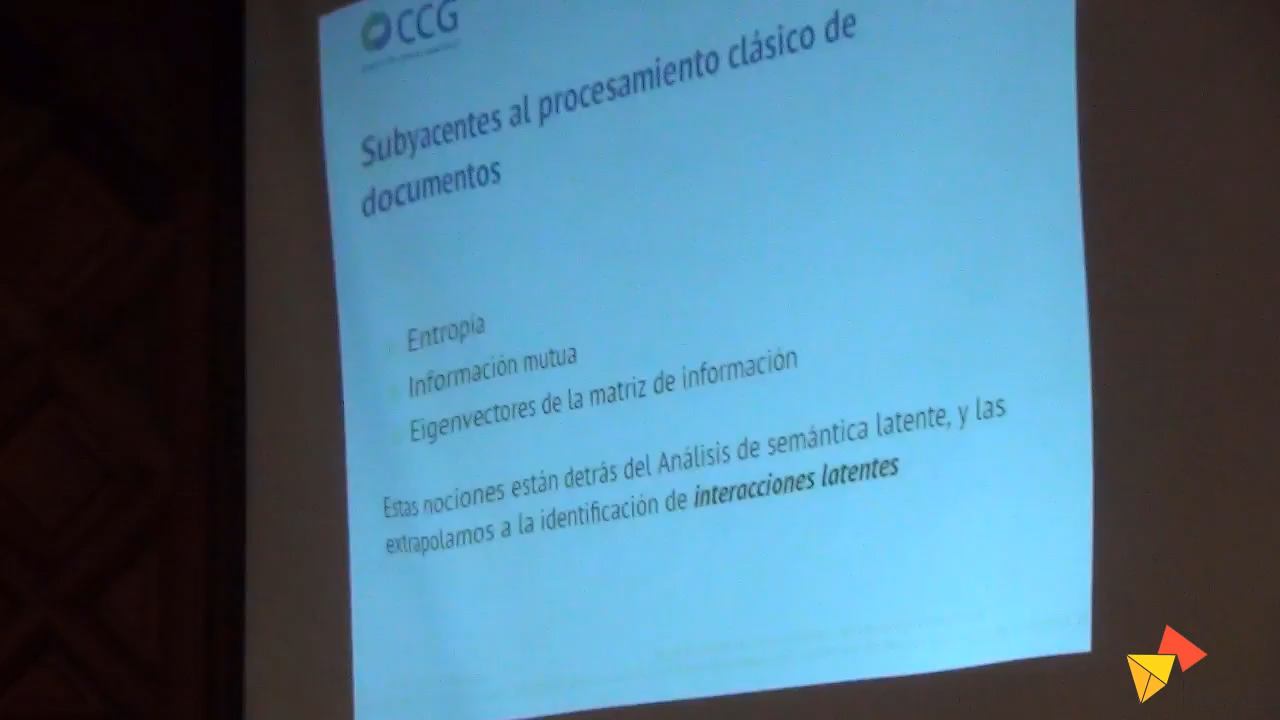 CCG
Subyacentes al procesamiento clásico de
documentos
Entropía
Información mutua
Eigenvectores de la matriz de información
Estas nociones están detrás del Análisis de semántica latente, y las
extrapolamos a la identificación de interacciones latentes